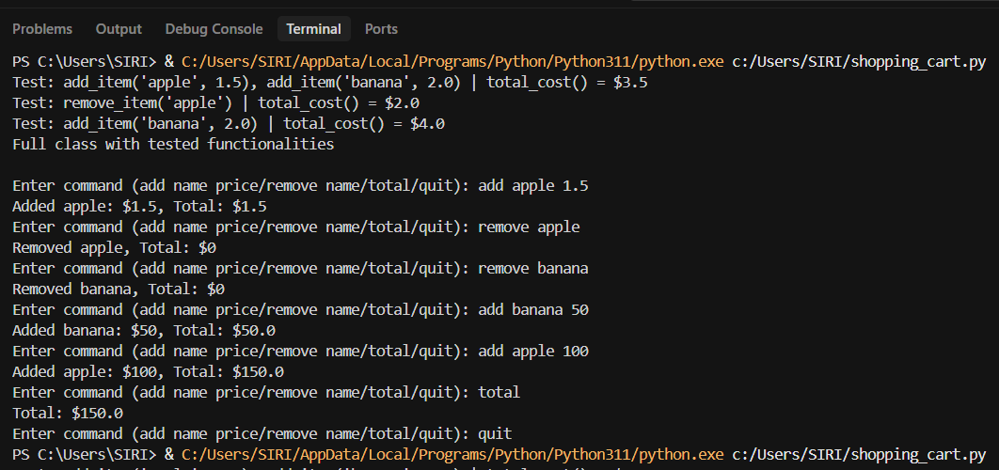 Problems Output Debug Console Terminal Ports
PS C:\Users\SIRI> & C:/Users/SIRI/AppData/Local/Programs/Python/Python311/python.exe c:/Users/SIRI/shopping_cart.py
Test: add_item('apple', 1.5), add_item('banana', 2.0) | total_cost() = $3.5
Test: remove_item('apple') | total_cost() = $2.0
Test: add_item('banana', 2.0) | total_cost() = $4.0
Full class with tested functionalities
Enter command (add name price/remove name/total/quit): add apple 1.5
Added apple: $1.5, Total: $1.5
Enter command (add name price/remove name/total/quit): remove apple
Removed apple, Total: $0
Enter command (add name price/remove name/total/quit): remove banana
Removed banana, Total: $0
Enter command (add name price/remove name/total/quit): add banana 50
Added banana: $50, Total: $50.0
Enter command (add name price/remove name/total/quit): add apple 100
Added apple: $100, Total: $150.0
Enter command (add name price/remove name/total/quit): total
Total: $150.0
Enter command (add name price/remove name/total/quit): quit
PS C:\Users\SIRI> & C:/Users/SIRI/AppData/Local/Programs/Python/Python311/python.exe c:/Users/SIRI/shopping_cart.py